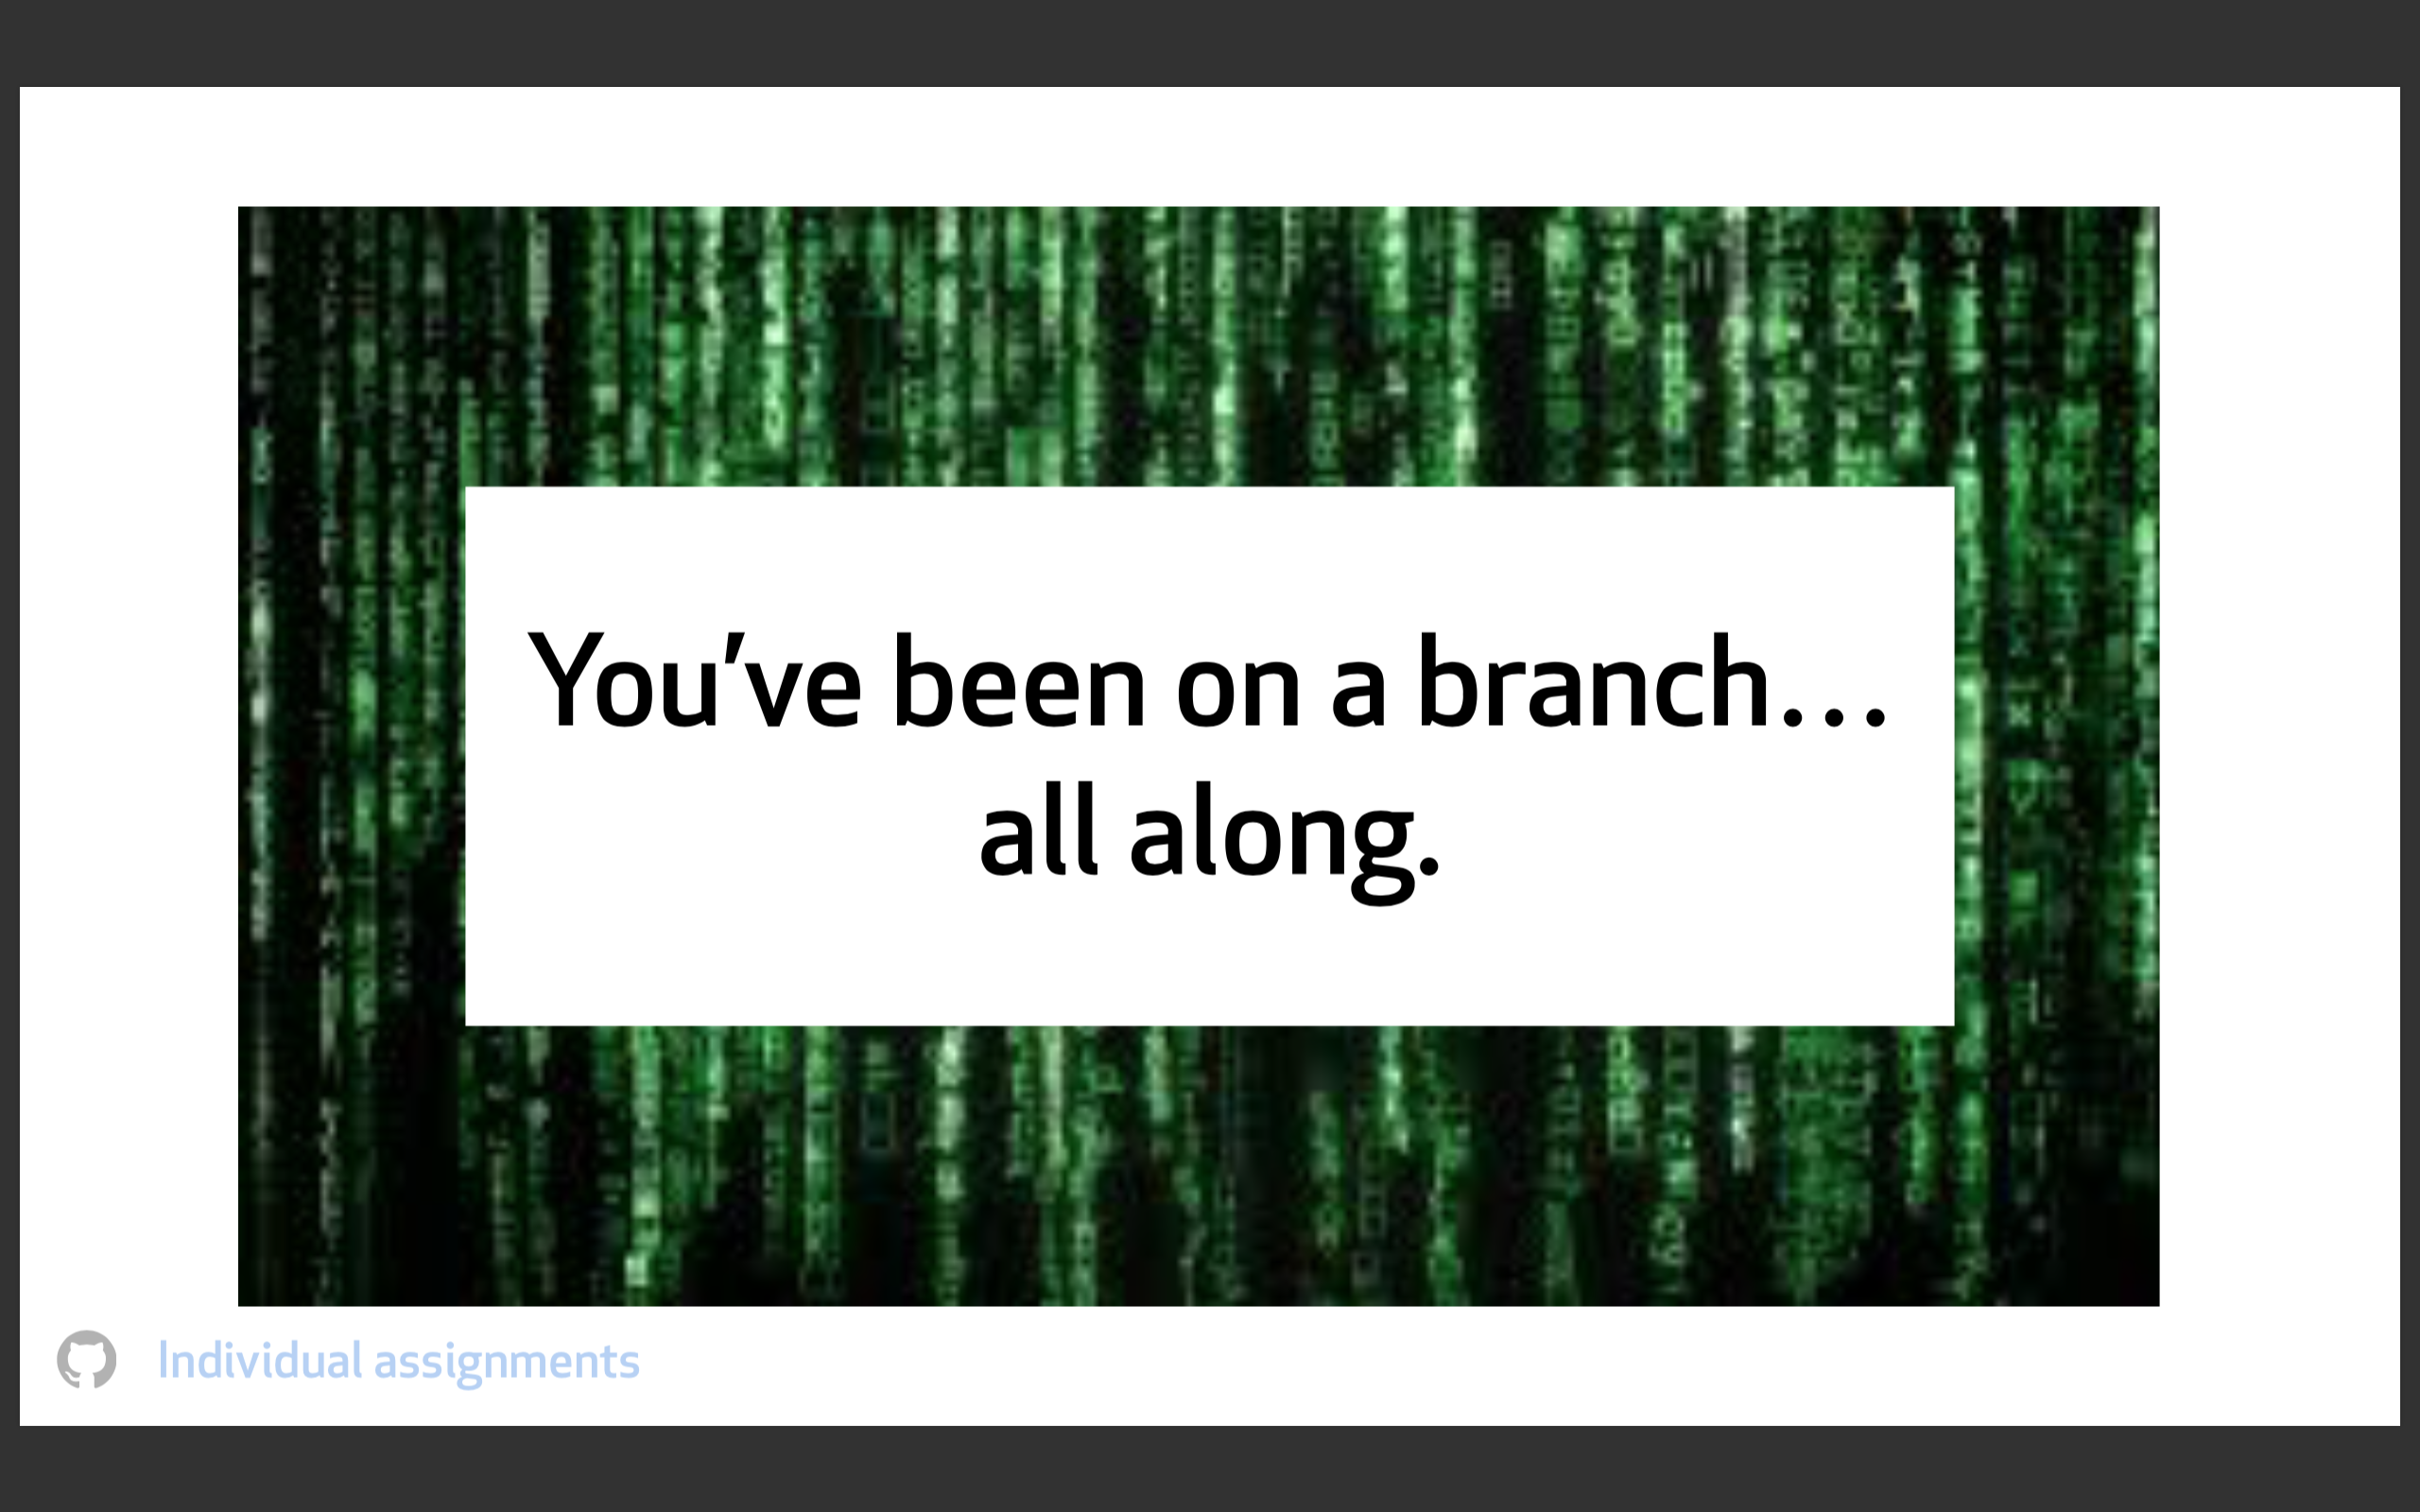 You’ve been on a branch...
all along.
Individual assignments